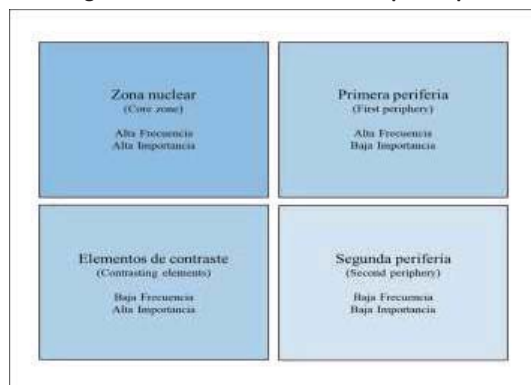 Zona nuclear
(Core zone)
Alta Frecuencia
Alta Importancia
Primera periferia
(First periphery)
Alta Frecuencia
Baja Importancia
Elementos de contraste
(Contrasting elements)
Baja Frecuencia
Alta Importancia
Segunda periferia
(Second periphery)
Baja Frecuencia
Baja Importancia